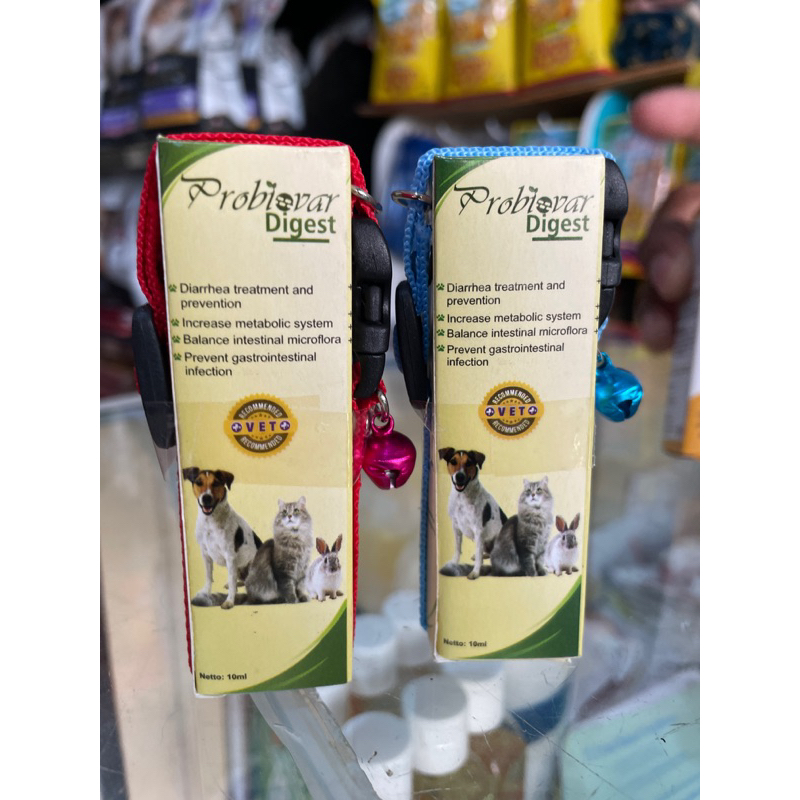 Probiovar
Digest
Diarrhea treatment and
prevention
Increase metabolic system
Balance intestinal microflora
Prevent gastrointestinal
infection
RECOMMENDED
VET
RECOMMENDED
Netto: 10ml
Probiovar
Digest
Diarrhea treatment and
prevention
Increase metabolic system
Balance intestinal microflora
Prevent gastrointestinal
infection
RECOMMENDED
VET
RECOMMENDED
Netto: 10ml